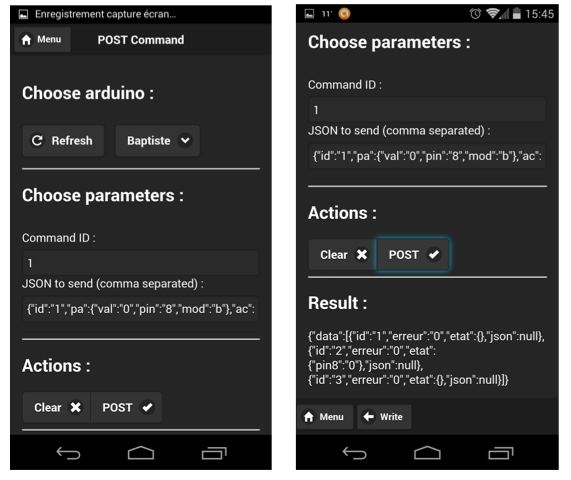 Enregistrement capture écran...
Menu
POST Command
Choose arduino :
Refresh
Baptiste
Choose parameters :
Command ID :
1
JSON to send (comma separated) :
{"id":"1","pa":{"val":"0","pin":"8","mod":"b"},"ac":
Actions :
Clear
POST
11°
15:45
Choose parameters :
Command ID :
1
JSON to send (comma separated) :
{"id":"1","pa":{"val":"0","pin":"8","mod":"b"},"ac":
Actions :
Clear
POST
Result :
{"data":[{"id":"1","erreur":"0","etat":{},"json":null},
{"id":"2","erreur":"0","etat":
{"pin8":"0"},"json":null},
{"id":"3","erreur":"0","etat":{},"json":null}]}
Menu
Write